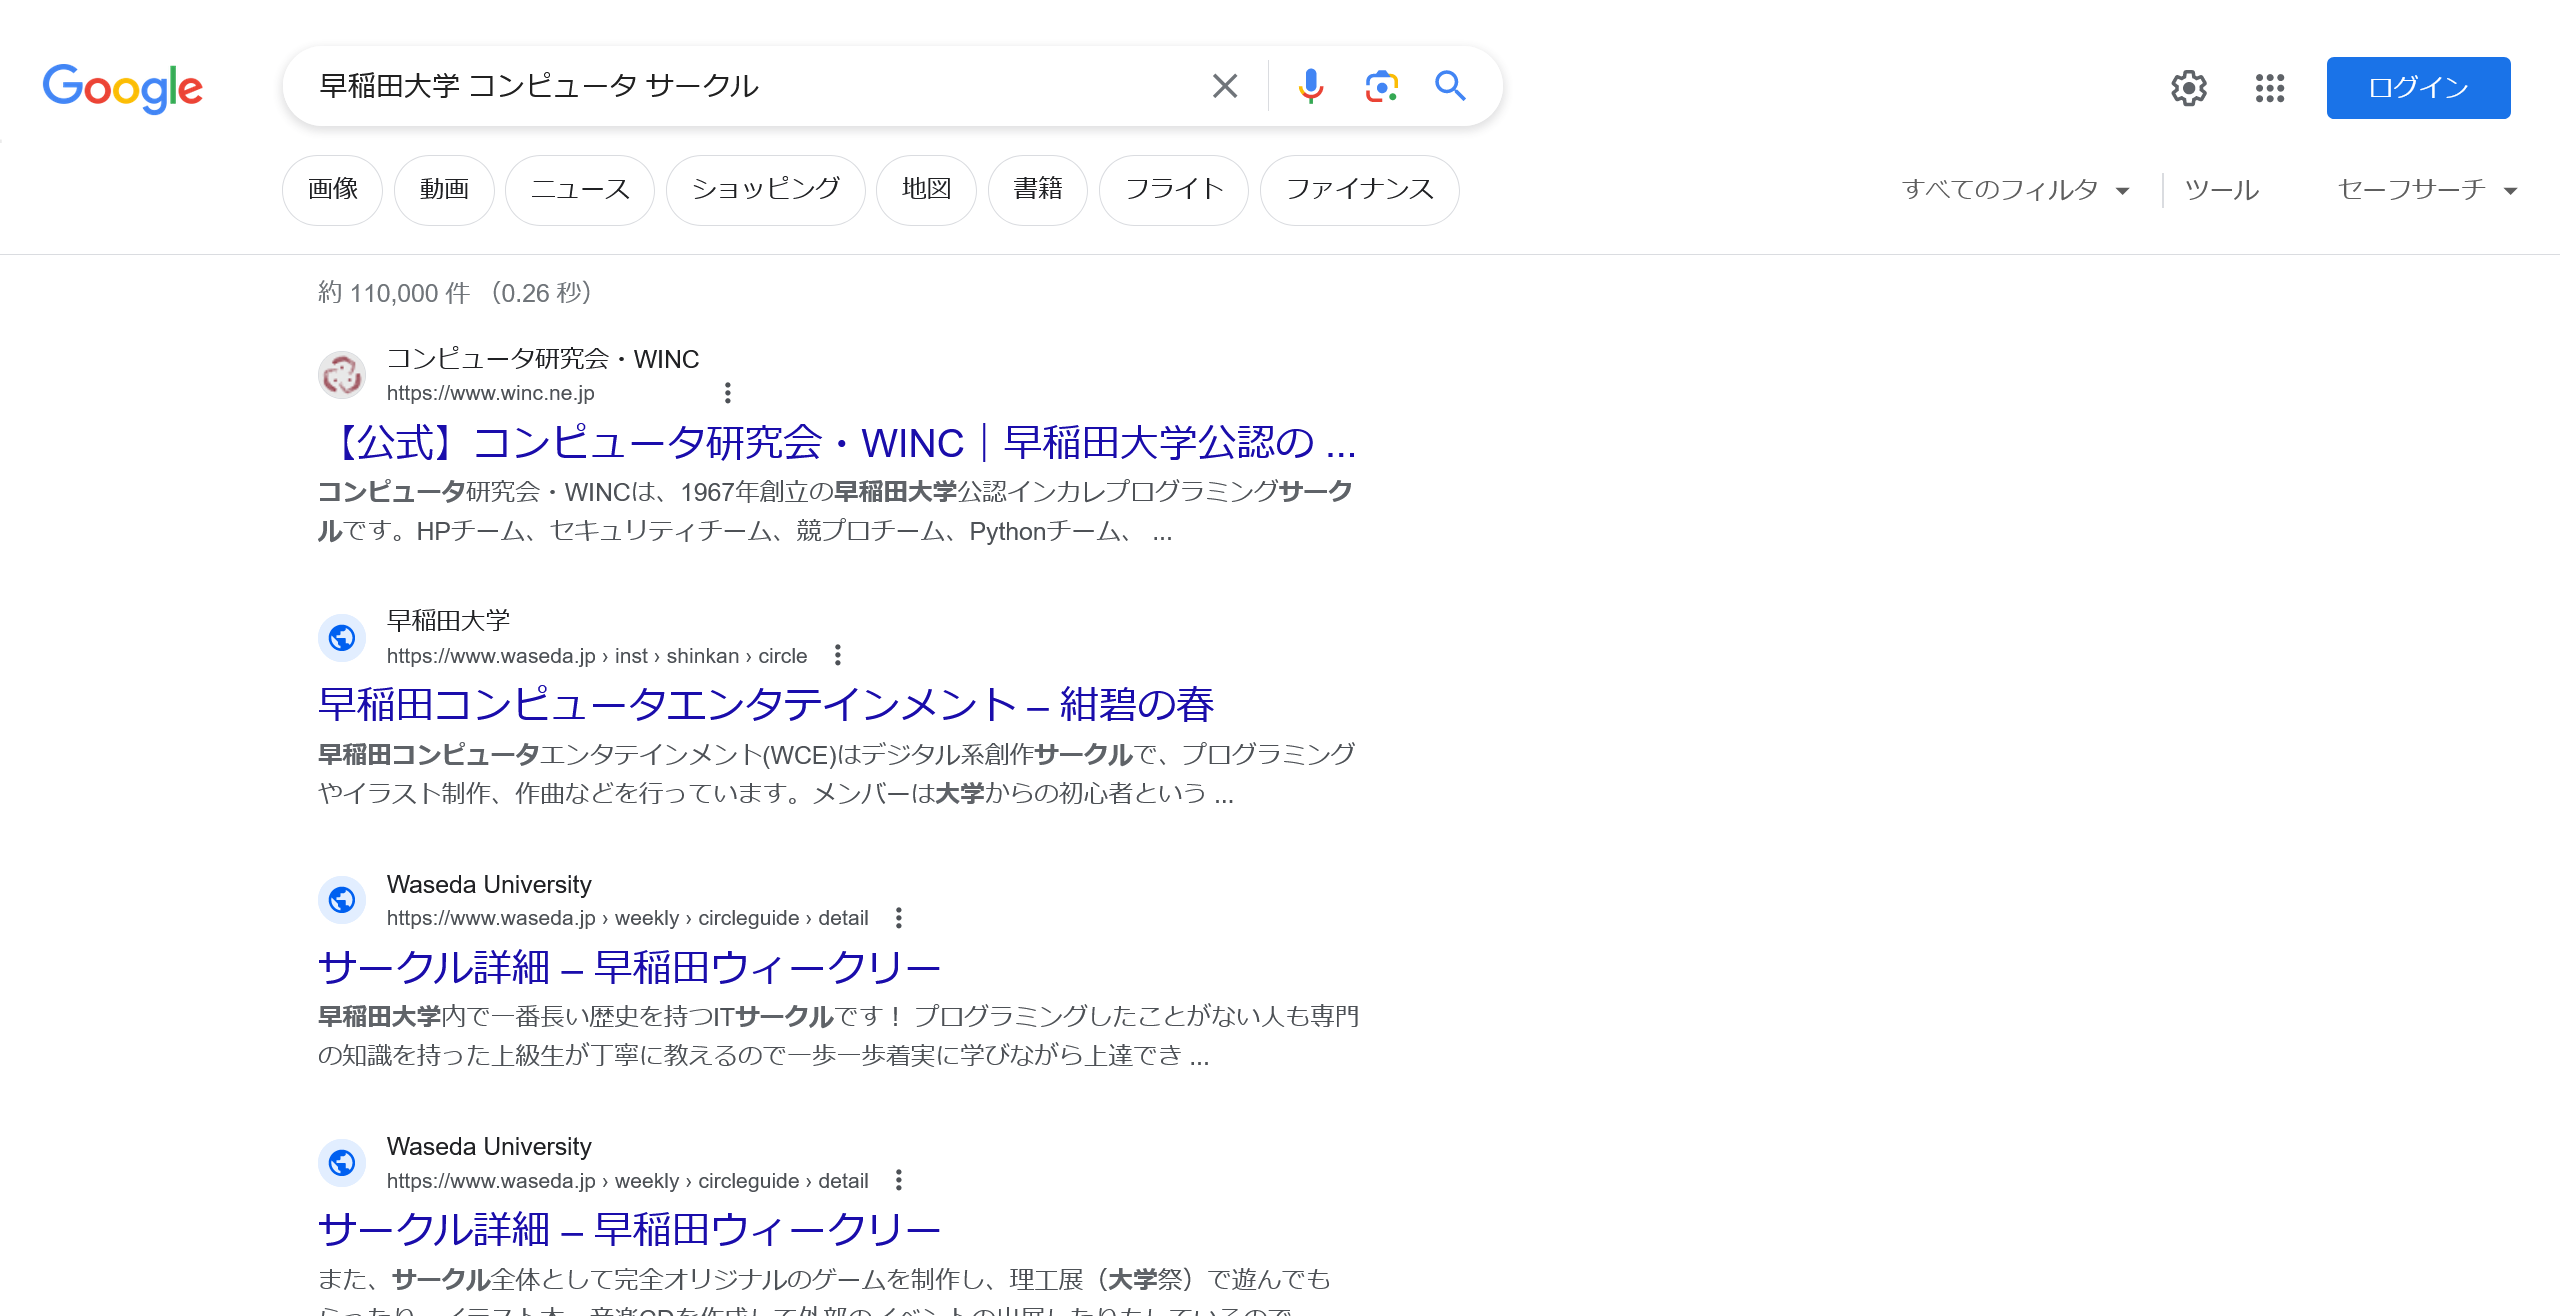 Google
早稲田大学 コンピュータ サークル
ログイン
画像 動画 ニュース ショッピング 地図 書籍 フライト ファイナンス すべてのフィルタ ツール セーフサーチ
約 110,000 件 （0.26 秒）
コンピュータ研究会・WINC
https://www.winc.ne.jp
【公式】コンピュータ研究会・WINC｜早稲田大学公認の ...
コンピュータ研究会・WINCは、1967年創立の早稲田大学公認インカレプログラミングサーク
ルです。HPチーム、セキュリティチーム、競プロチーム、Pythonチーム、 ...
早稲田大学
https://www.waseda.jp › inst › shinkan › circle
早稲田コンピュータエンタテインメント – 紺碧の春
早稲田コンピュータエンタテインメント(WCE)はデジタル系創作サークルで、プログラミング
やイラスト制作、作曲などを行っています。メンバーは大学からの初心者という ...
Waseda University
https://www.waseda.jp › weekly › circleguide › detail
サークル詳細 – 早稲田ウィークリー
早稲田大学内で一番長い歴史を持つITサークルです！ プログラミングしたことがない人も専門
の知識を持った上級生が丁寧に教えるので一歩一歩着実に学びながら上達でき ...
Waseda University
https://www.waseda.jp › weekly › circleguide › detail
サークル詳細 – 早稲田ウィークリー
また、サークル全体として完全オリジナルのゲームを制作し、理工展（大学祭）で遊んでも